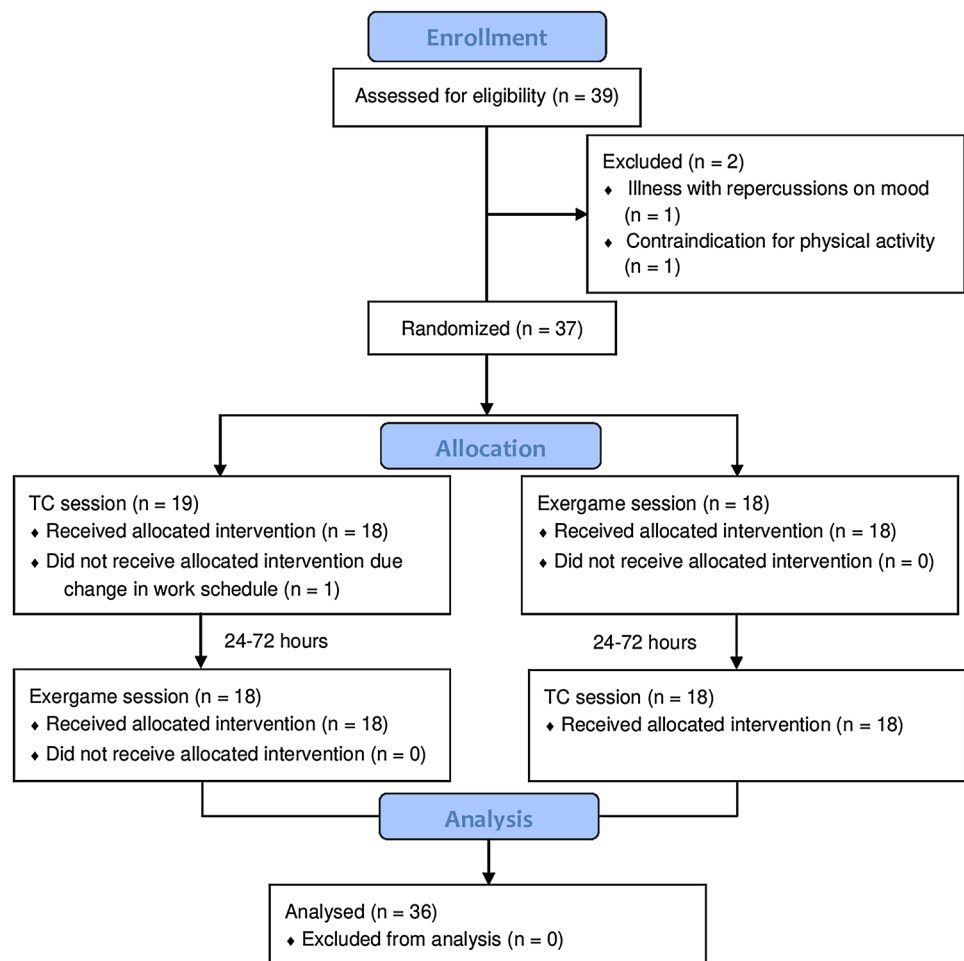 Enrollment
Assessed for eligibility (n = 39)
Excluded (n = 2)
♦ Illness with repercussions on mood
(n = 1)
♦ Contraindication for physical activity
(n = 1)
Randomized (n = 37)
Allocation
TC session (n = 19)
♦ Received allocated intervention (n = 18)
♦ Did not receive allocated intervention due
change in work schedule (n = 1)
Exergame session (n = 18)
♦ Received allocated intervention (n = 18)
♦ Did not receive allocated intervention (n = 0)
24-72 hours
24-72 hours
Exergame session (n = 18)
♦ Received allocated intervention (n = 18)
♦ Did not receive allocated intervention (n = 0)
TC session (n = 18)
♦ Received allocated intervention (n = 18)
Analysis
Analysed (n = 36)
♦ Excluded from analysis (n = 0)